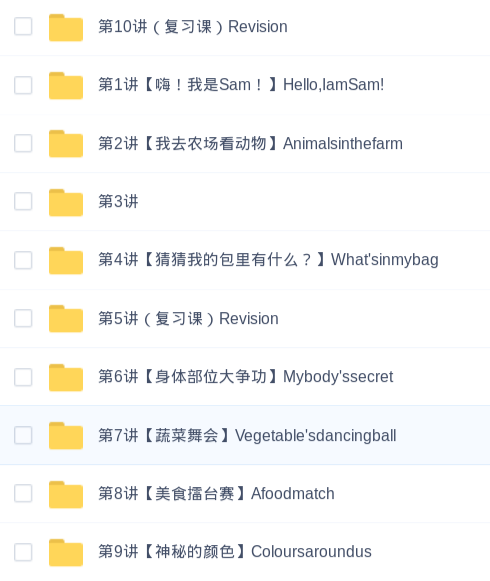 第10讲（复习课）Revision
第1讲【嗨！我是Sam！】Hello,IamSam!
第2讲【我去农场看动物】Animalsinthefarm
第3讲
第4讲【猜猜我的包里有什么？】What'sinmybag
第5讲（复习课）Revision
第6讲【身体部位大争功】Mybody'ssecret
第7讲【蔬菜舞会】Vegetable'sdancingball
第8讲【美食擂台赛】Afoodmatch
第9讲【神秘的颜色】Coloursaroundus